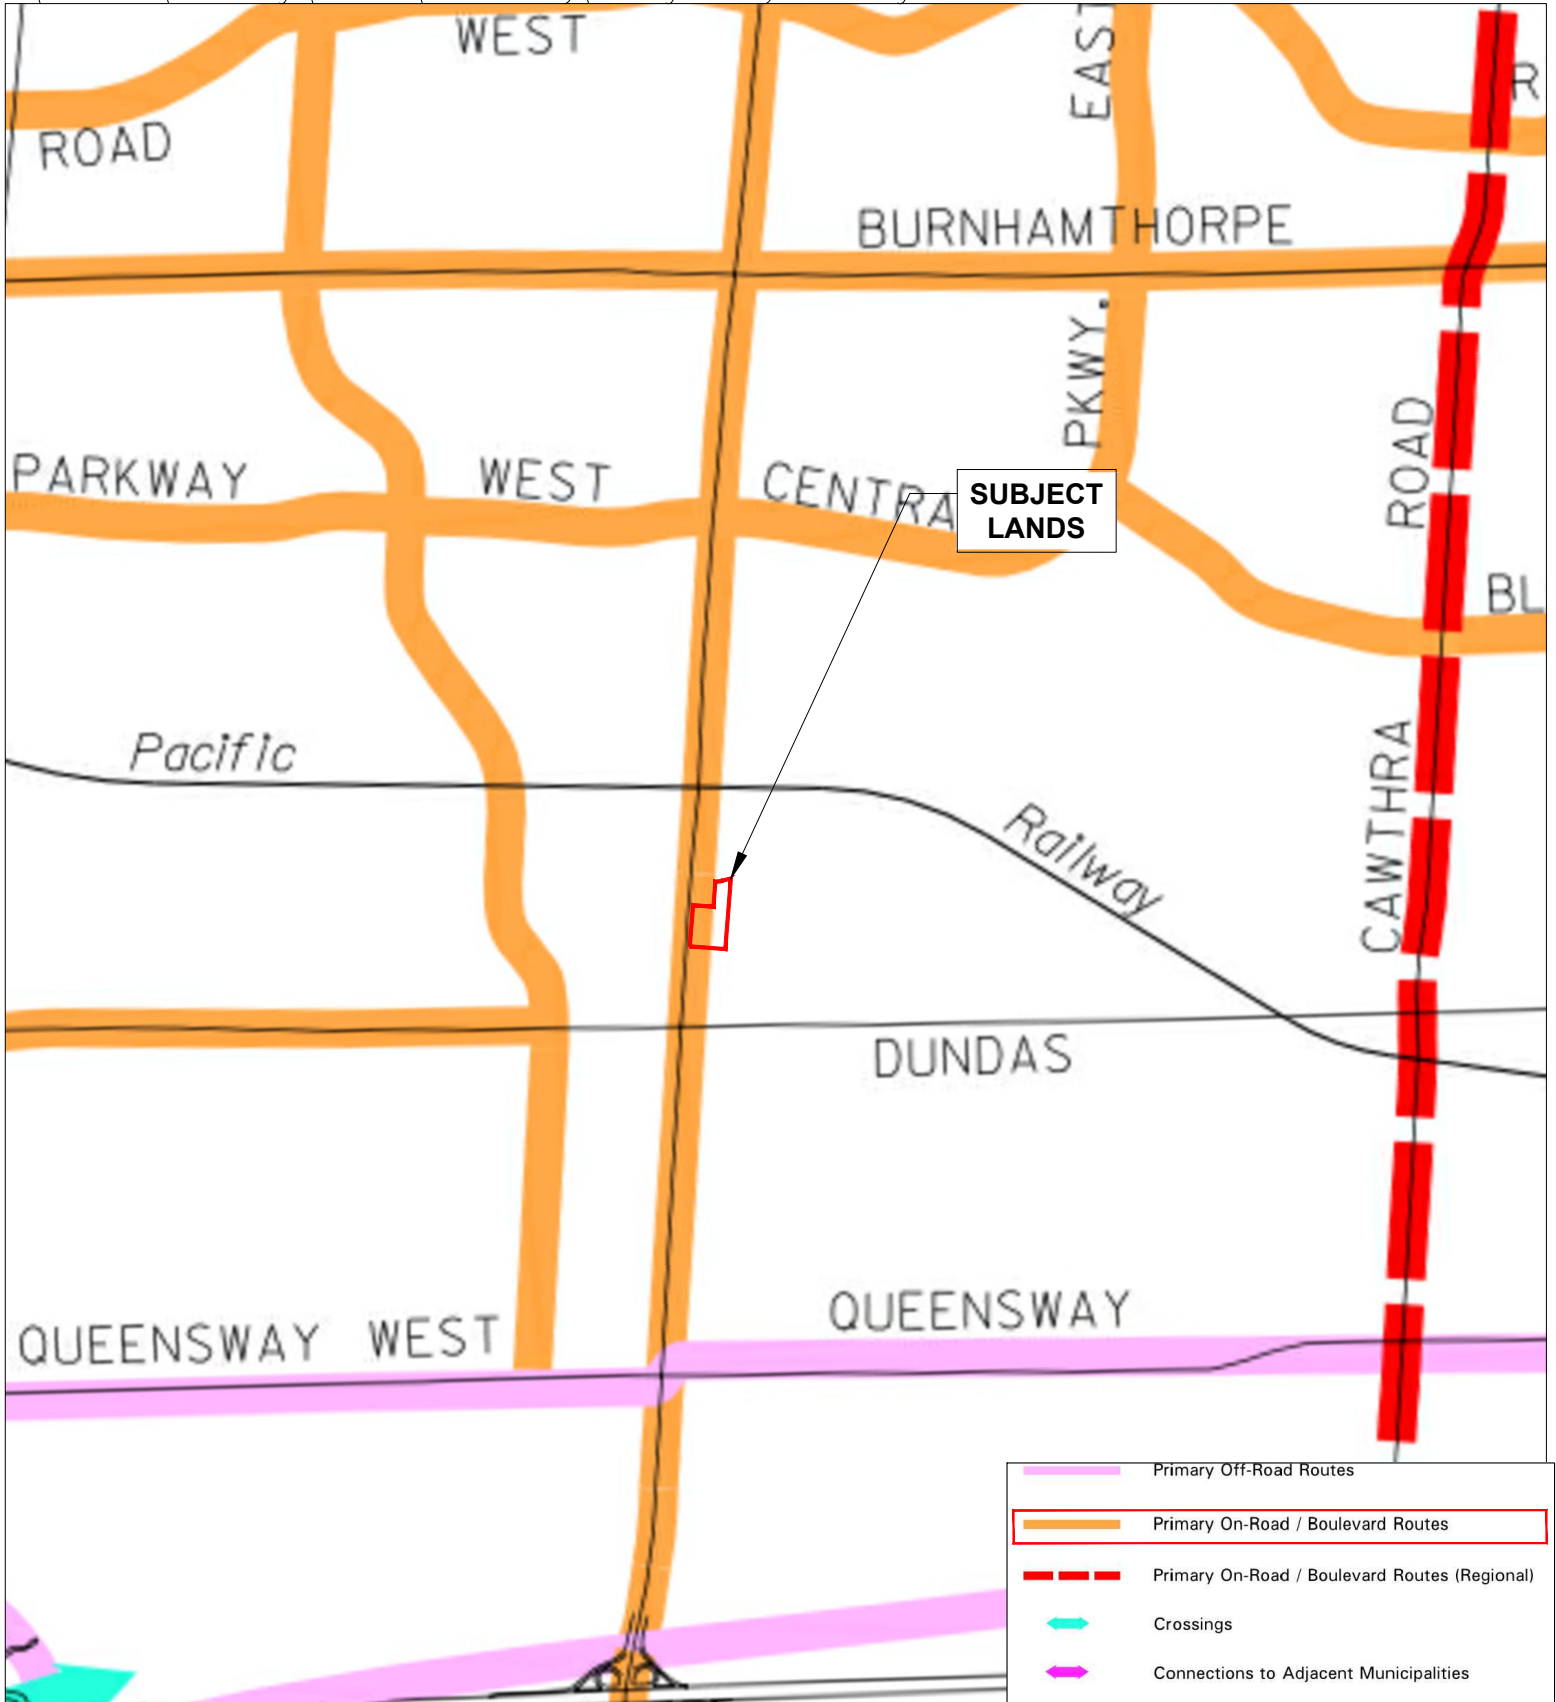 WEST
EAST
R
ROAD
BURNHAMTHORPE
PKWY.
ROAD
PARKWAY
WEST
CENTRA
SUBJECT
LANDS
BL
Pacific
CAWTHRA
Railway
DUNDAS
QUEENSWAY
QUEENSWAY WEST
Primary Off-Road Routes
Primary On-Road / Boulevard Routes
Primary On-Road / Boulevard Routes (Regional)
Crossings
Connections to Adjacent Municipalities